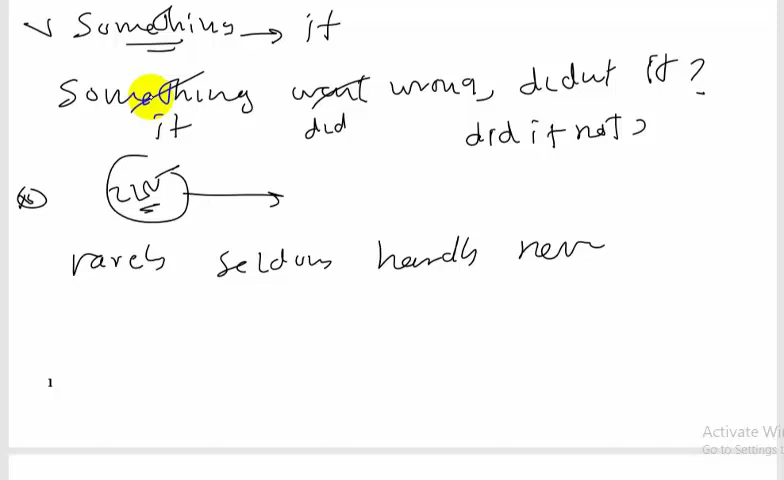 Something → it
Something went wrong, didnt it?
it did did it not?
→
rarely seldom hardly never
1
Activate Wi
Go to Settings t